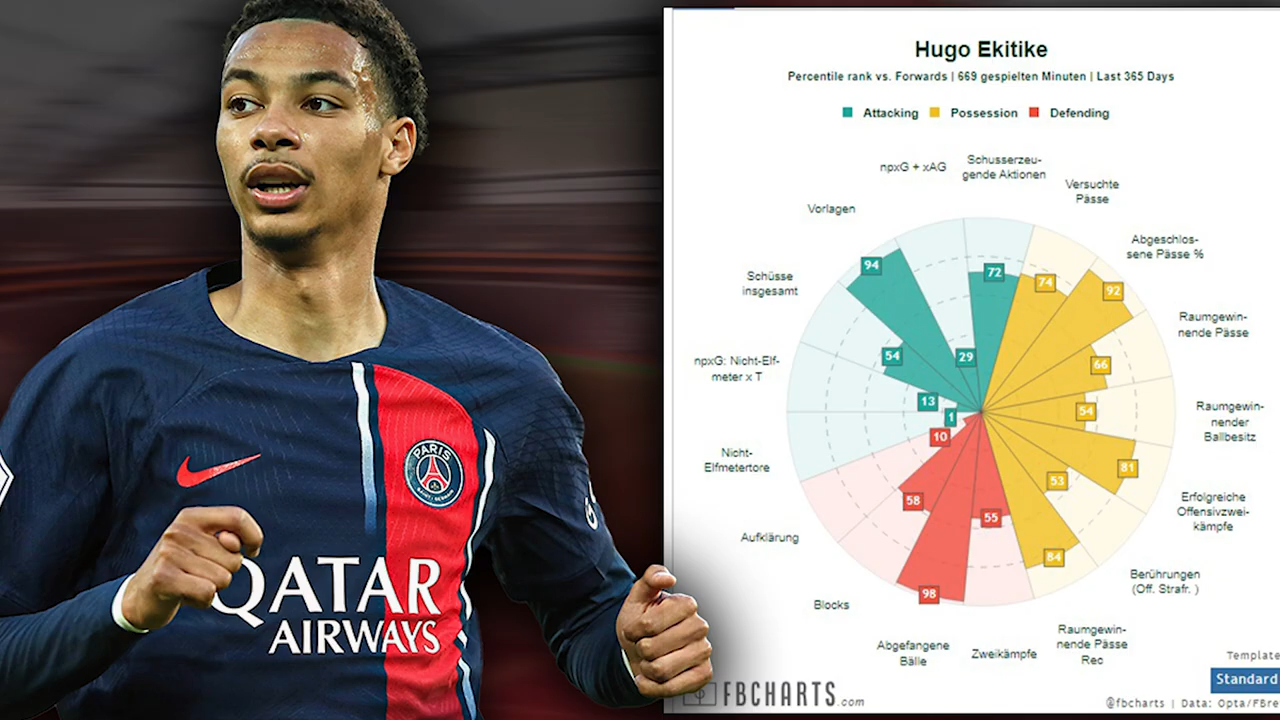 Hugo Ekitike
Percentile rank vs. Forwards | 669 gespielten Minuten | Last 365 Days
Attacking Possession Defending
npxG + xAG
Schusserzeu-
gende Aktionen
Versuchte
Pässe
Vorlagen
Abgeschlos-
sene Pässe %
Schüsse
insgesamt
Raumgewin-
nende Pässe
npxG: Nicht-Elf-
meter x T
Raumgewin-
nender
Ballbesitz
Nicht-
Elfmetertore
Erfolgreiche
Offensivzwei-
kämpfe
Aufklärung
Berührungen
(Off. Strafr. )
Blocks
Abgefangene
Bälle
Zweikämpfe
Raumgewin-
nende Pässe
Rec
94
72
74
92
54
29
66
13
1
54
10
81
58
53
55
84
98
PARIS
SAINT-GERMAIN
QATAR
AIRWAYS
Template
Standard
FBCHARTS.com
@fbcharts | Data: Opta/FBre